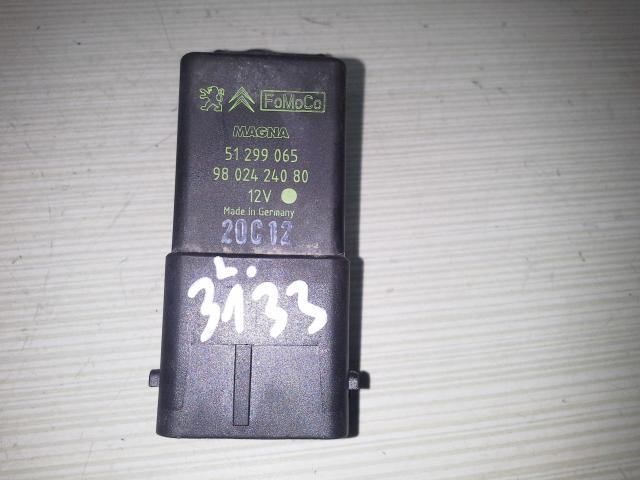 FoMoCo
MAGNA
51 299 065
98 024 240 80
12V
Made in Germany
20C12
3133